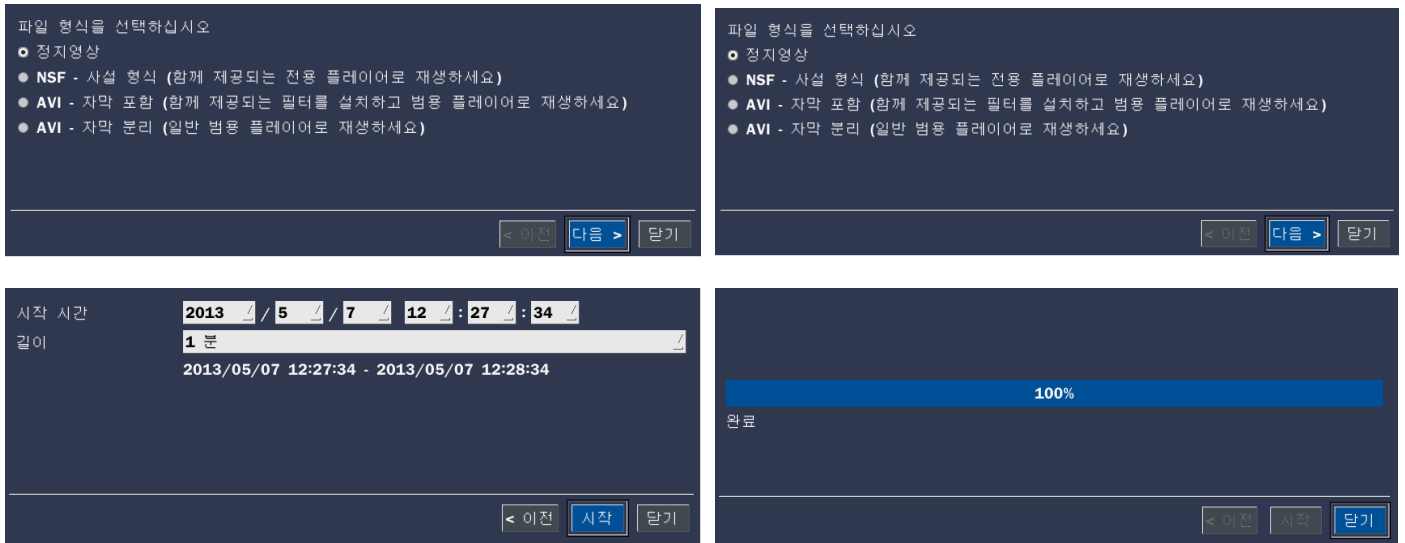 파일 형식을 선택하십시오
정지영상
NSF - 사설 형식 (함께 제공되는 전용 플레이어로 재생하세요)
AVI - 자막 포함 (함께 제공되는 필터를 설치하고 범용 플레이어로 재생하세요)
AVI - 자막 분리 (일반 범용 플레이어로 재생하세요)
< 이전 다음 > 닫기
파일 형식을 선택하십시오
정지영상
NSF - 사설 형식 (함께 제공되는 전용 플레이어로 재생하세요)
AVI - 자막 포함 (함께 제공되는 필터를 설치하고 범용 플레이어로 재생하세요)
AVI - 자막 분리 (일반 범용 플레이어로 재생하세요)
< 이전 다음 > 닫기
시작 시간 2013 / 5 / 7 12 : 27 : 34
길이 1 분
2013/05/07 12:27:34 - 2013/05/07 12:28:34
< 이전 시작 닫기
100%
완료
< 이전 시작 닫기